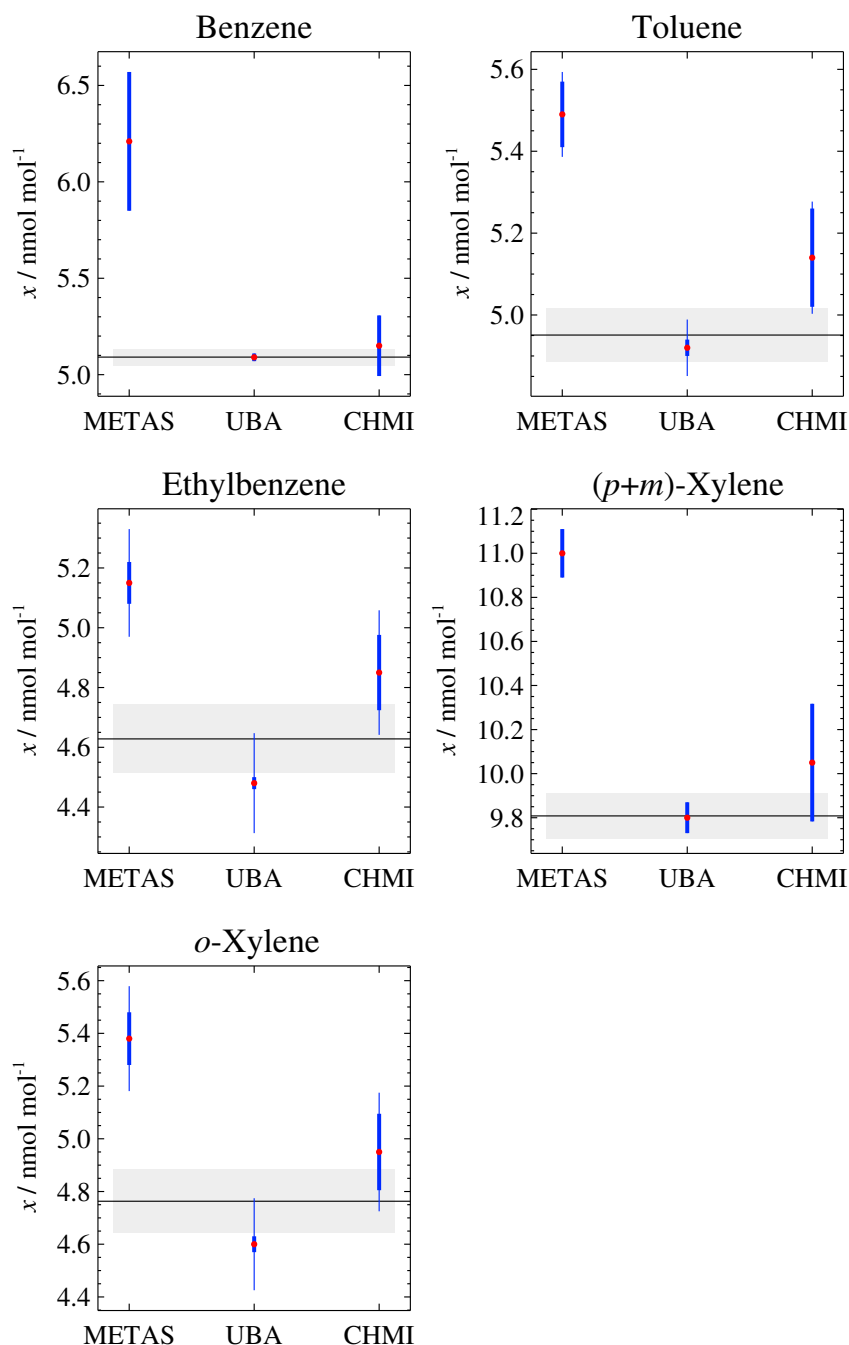 Benzene
x / nmol mol⁻¹
6.5
6.0
5.5
5.0
METAS UBA CHMI
Toluene
x / nmol mol⁻¹
5.6
5.4
5.2
5.0
METAS UBA CHMI
Ethylbenzene
x / nmol mol⁻¹
5.2
5.0
4.8
4.6
4.4
METAS UBA CHMI
(p+m)-Xylene
x / nmol mol⁻¹
11.2
11.0
10.8
10.6
10.4
10.2
10.0
9.8
METAS UBA CHMI
o-Xylene
x / nmol mol⁻¹
5.6
5.4
5.2
5.0
4.8
4.6
4.4
METAS UBA CHMI